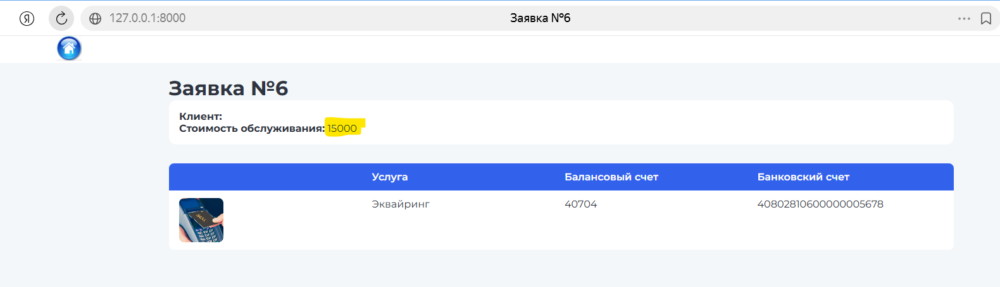 127.0.0.1:8000 Заявка №6
Заявка №6
Клиент:
Стоимость обслуживания: 15000
Услуга Балансовый счет Банковский счет
Эквайринг 40704 40802810600000005678